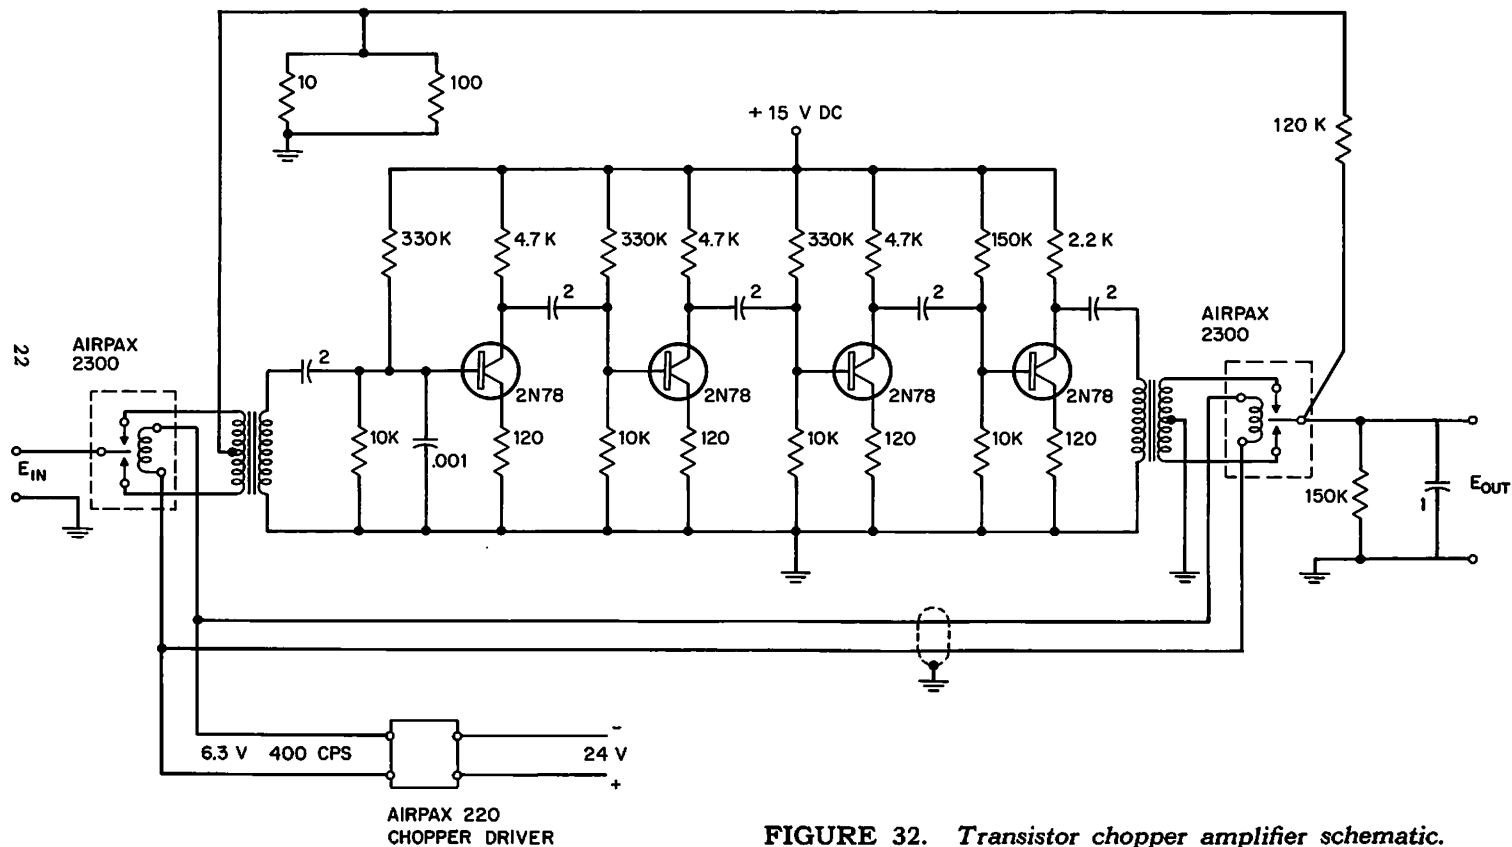 10
100
+ 15 V DC
120 K
330K
4.7 K
330K
4.7 K
330K
4.7K
150K
2.2 K
2
2
2
2
AIRPAX
2300
AIRPAX
2300
22
2
2N78
2N78
2N78
2N78
E IN
10K
.001
120
10K
120
10K
120
10K
120
150K
1
E OUT
6.3 V 400 CPS
-
24 V
+
AIRPAX 220
CHOPPER DRIVER
FIGURE 32. Transistor chopper amplifier schematic.